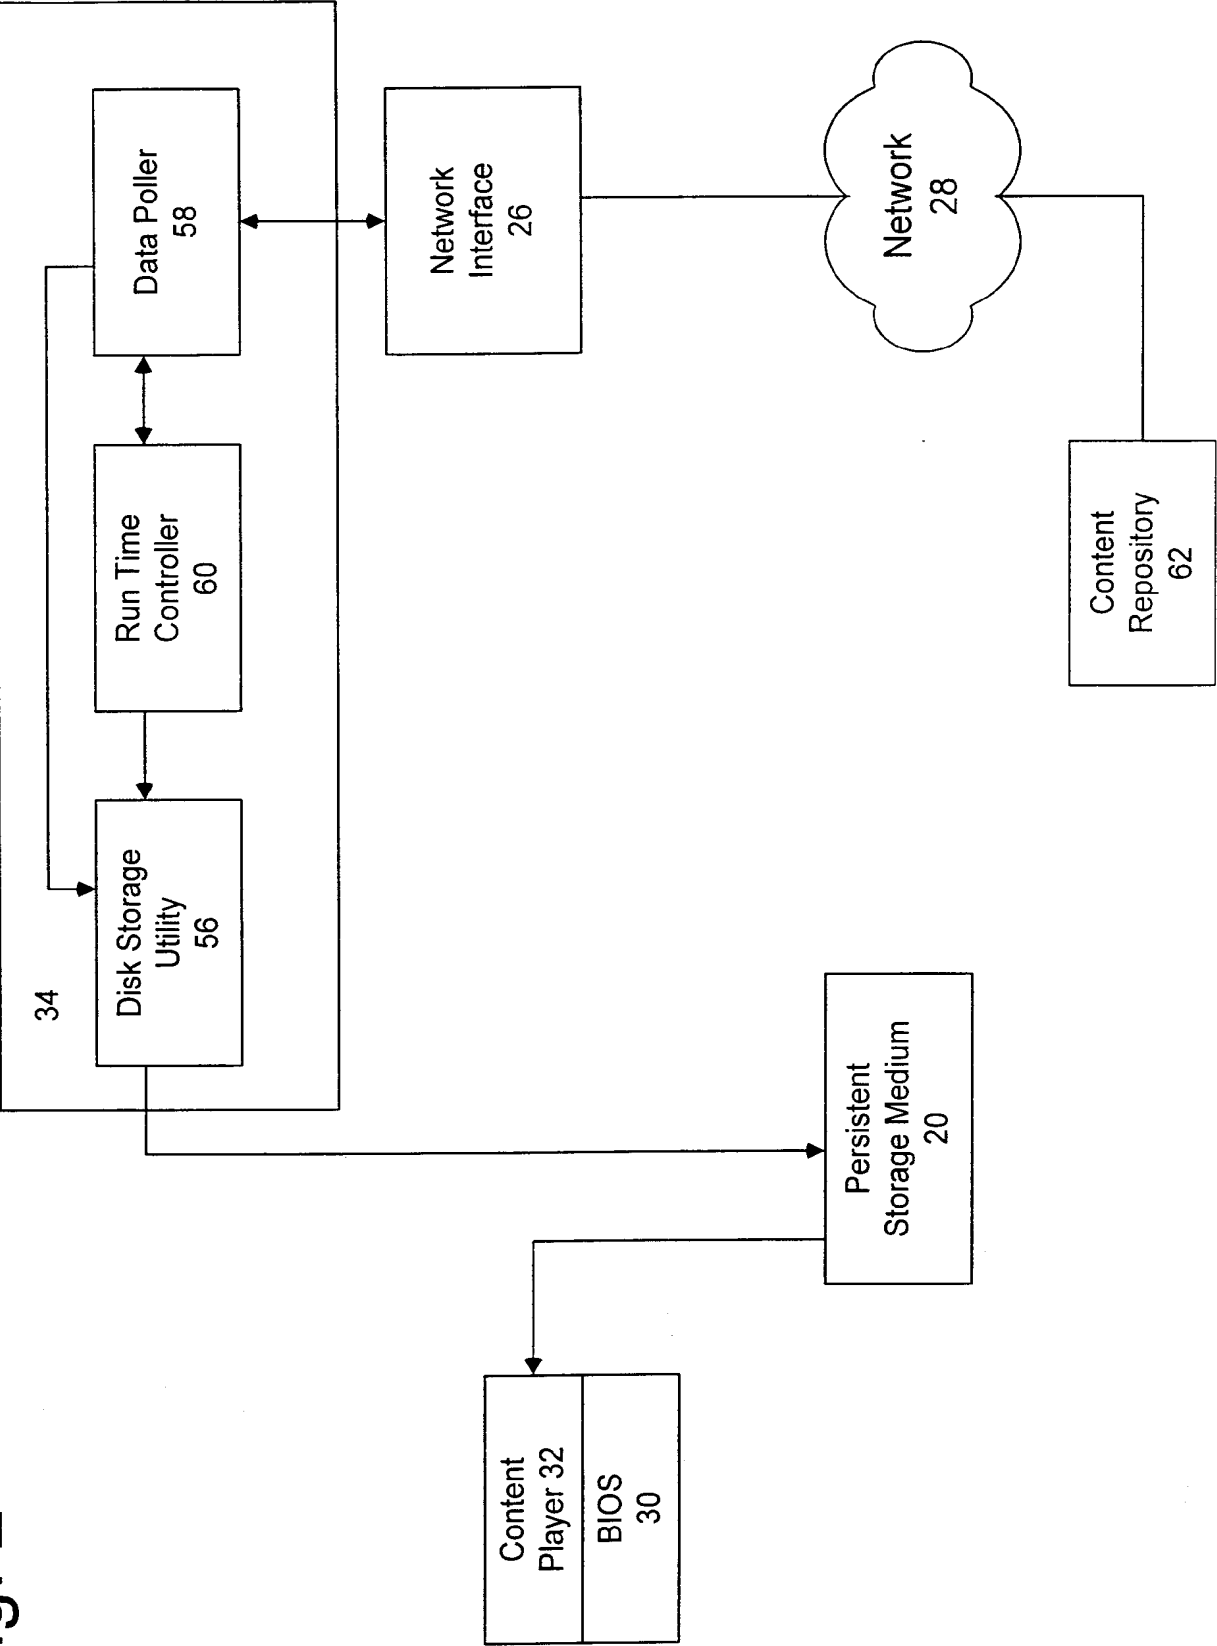 34
Disk Storage
Utility
56
Run Time
Controller
60
Data Poller
58
Network
Interface
26
Content
Player 32
BIOS
30
Persistent
Storage Medium
20
Network
28
Content
Repository
62